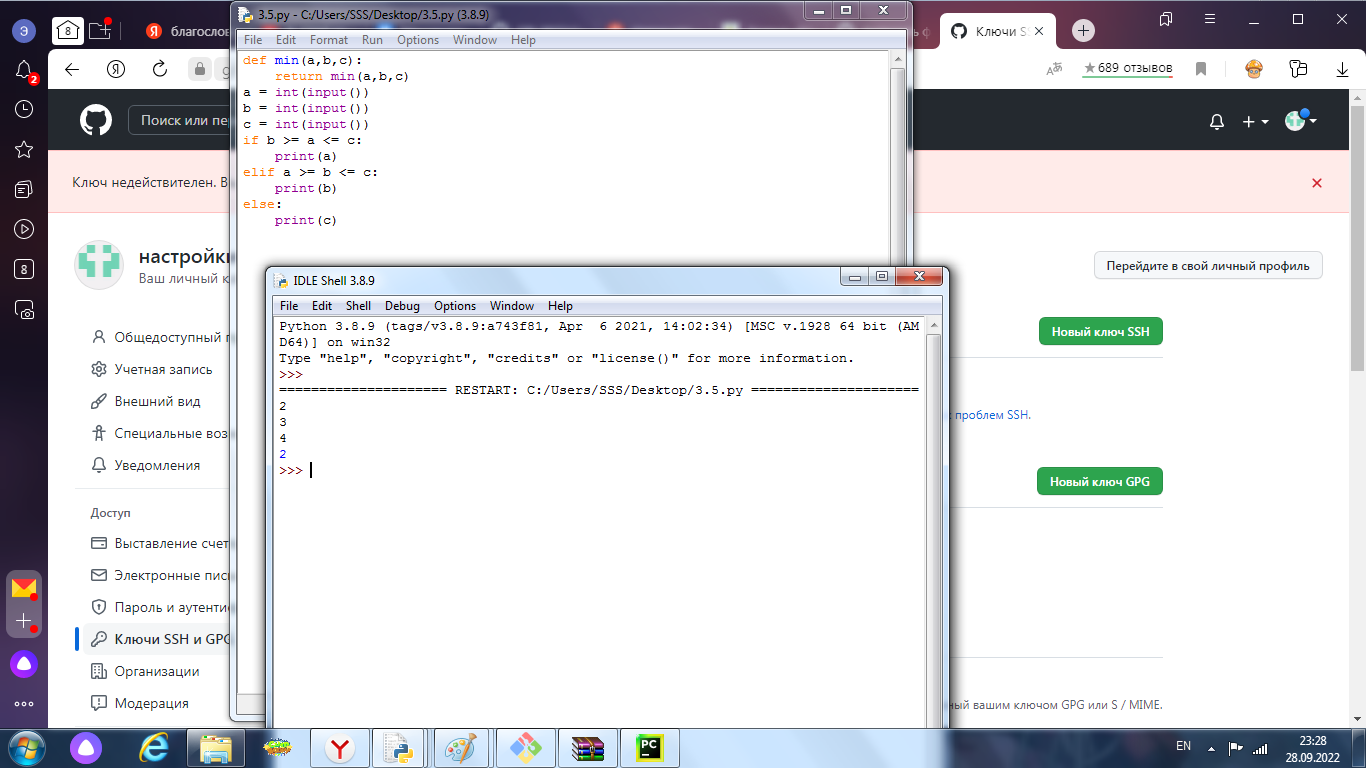 Э
8
благослов
Ключи S
2
g
689 отзывов
3.5.py - C:/Users/SSS/Desktop/3.5.py (3.8.9)
File Edit Format Run Options Window Help
def min(a,b,c):
    return min(a,b,c)
a = int(input())
b = int(input())
c = int(input())
if b >= a <= c:
    print(a)
elif a >= b <= c:
    print(b)
else:
    print(c)
Поиск или пе
Ключ недействителен. В
настройки
Ваш личный к
Перейдите в свой личный профиль
Общедоступный п
Учетная запись
Внешний вид
Специальные воз
Уведомления
Доступ
Выставление счет
Электронные пис
Пароль и аутенти
Ключи SSH и GPG
Организации
Модерация
8
Новый ключ SSH
проблем SSH.
Новый ключ GPG
ный вашим ключом GPG или S / MIME.
IDLE Shell 3.8.9
File Edit Shell Debug Options Window Help
Python 3.8.9 (tags/v3.8.9:a743f81, Apr  6 2021, 14:02:34) [MSC v.1928 64 bit (AM
D64)] on win32
Type "help", "copyright", "credits" or "license()" for more information.
>>>
===================== RESTART: C:/Users/SSS/Desktop/3.5.py =====================
2
3
4
2
>>>
PC
EN
23:28
28.09.2022